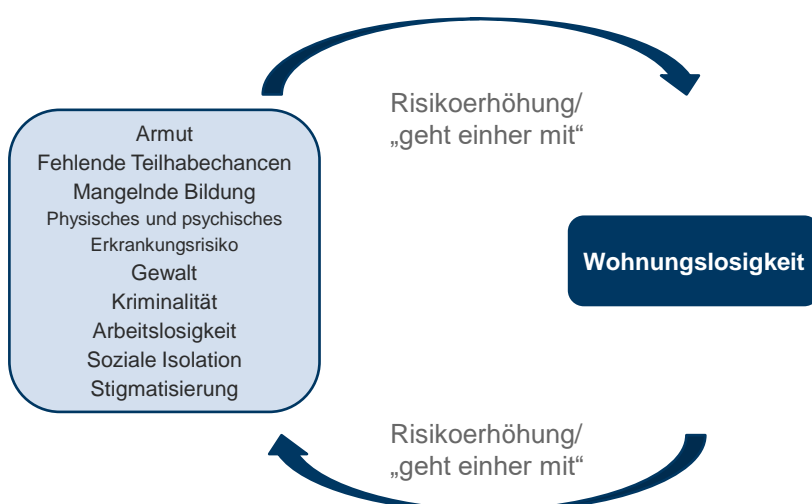 Risikoerhöhung/
„geht einher mit“
Armut
Fehlende Teilhabechancen
Mangelnde Bildung
Physisches und psychisches
Erkrankungsrisiko
Gewalt
Kriminalität
Arbeitslosigkeit
Soziale Isolation
Stigmatisierung
Wohnungslosigkeit
Risikoerhöhung/
„geht einher mit“